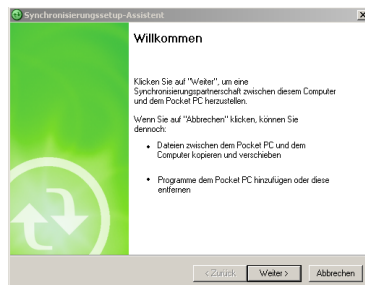 Synchronisierungssetup-Assistent
Willkommen
Klicken Sie auf "Weiter", um eine
Synchronisierungspartnerschaft zwischen diesem Computer
und dem Pocket PC herzustellen.
Wenn Sie auf "Abbrechen" klicken, können Sie
dennoch:
• Dateien zwischen dem Pocket PC und dem
Computer kopieren und verschieben
• Programme dem Pocket PC hinzufügen oder diese
entfernen
< Zurück
Weiter >
Abbrechen